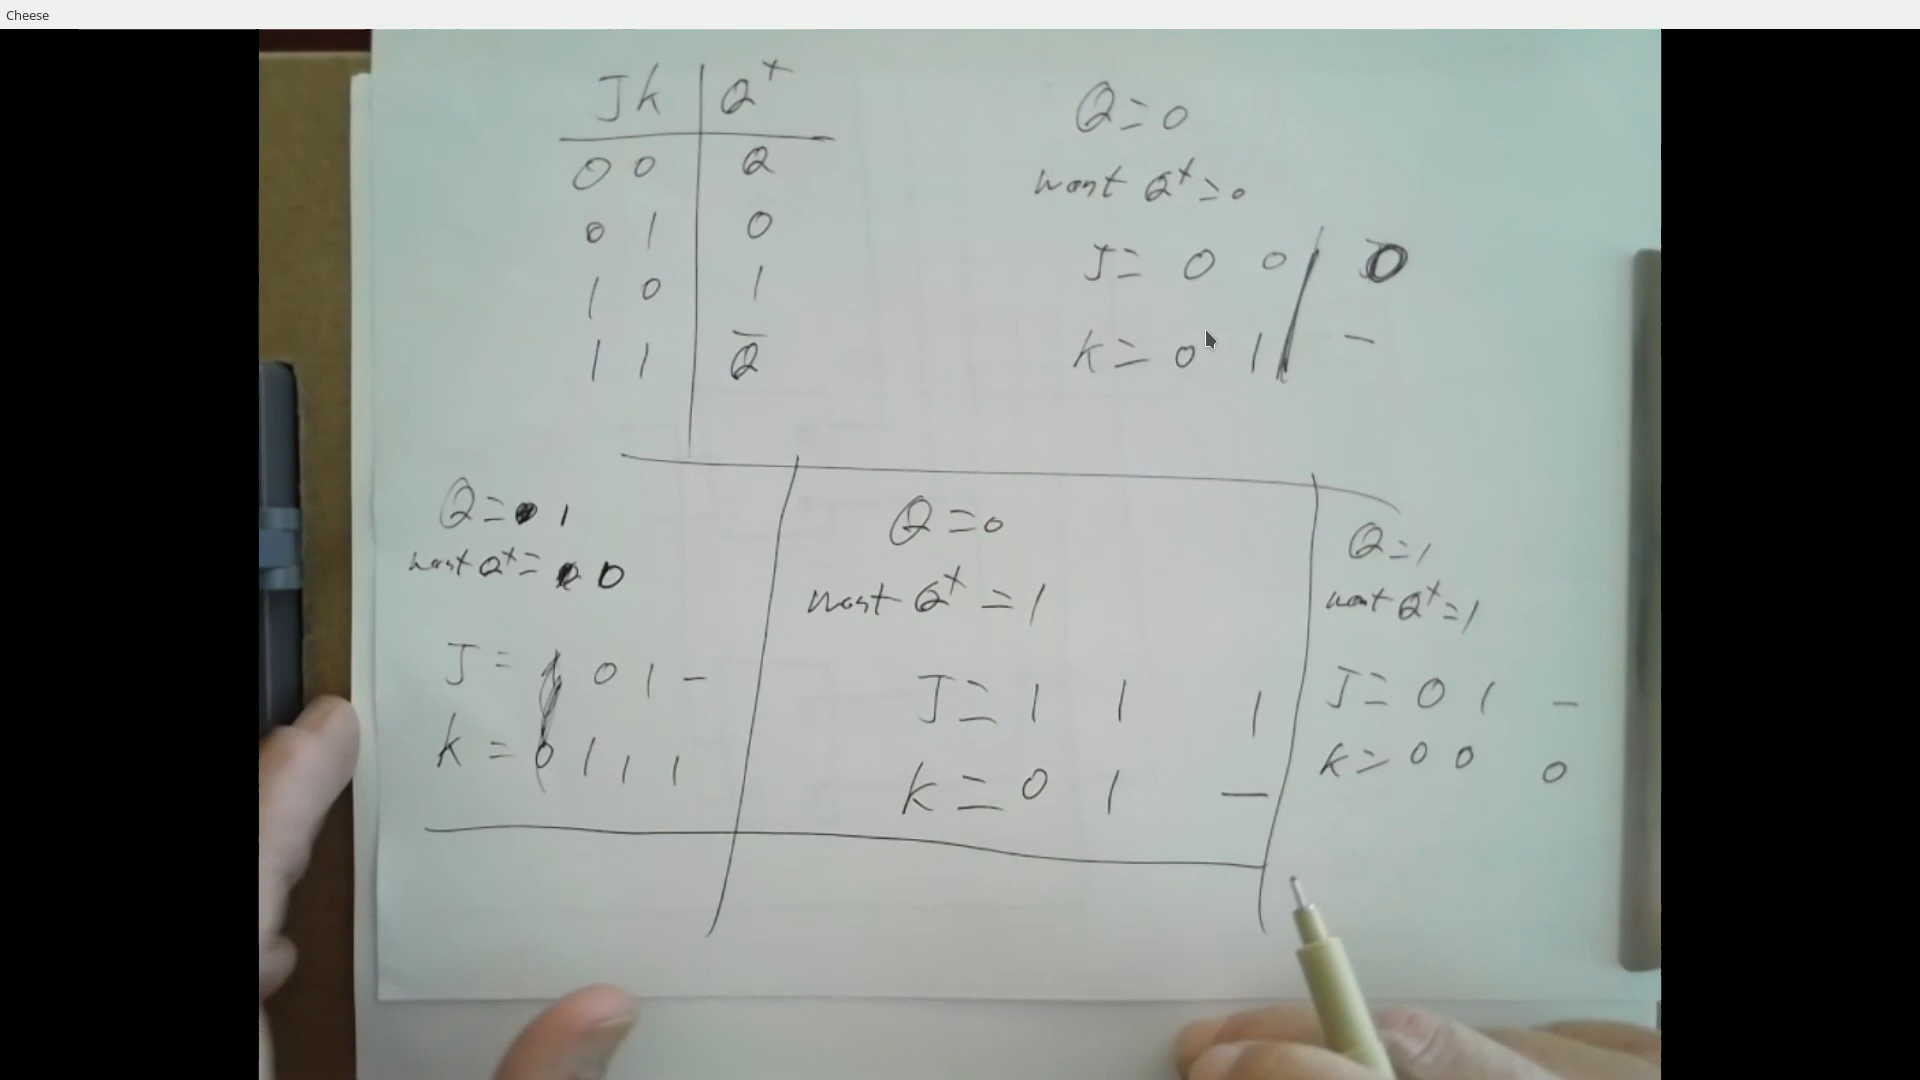 Cheese
J K | Q⁺
0 0 | Q
0 1 | 0
1 0 | 1
1 1 | Q̅
Q = 0
want Q⁺ = 0
J = 0 0 | 0
K = 0 1 | −
Q = 1
want Q⁺ = 0
J = 0 1 −
K = 0 1 1 1
Q = 0
want Q⁺ = 1
J = 1 1 1
K = 0 1 —
Q = 1
want Q⁺ = 1
J = 0 1 −
K = 0 0 0